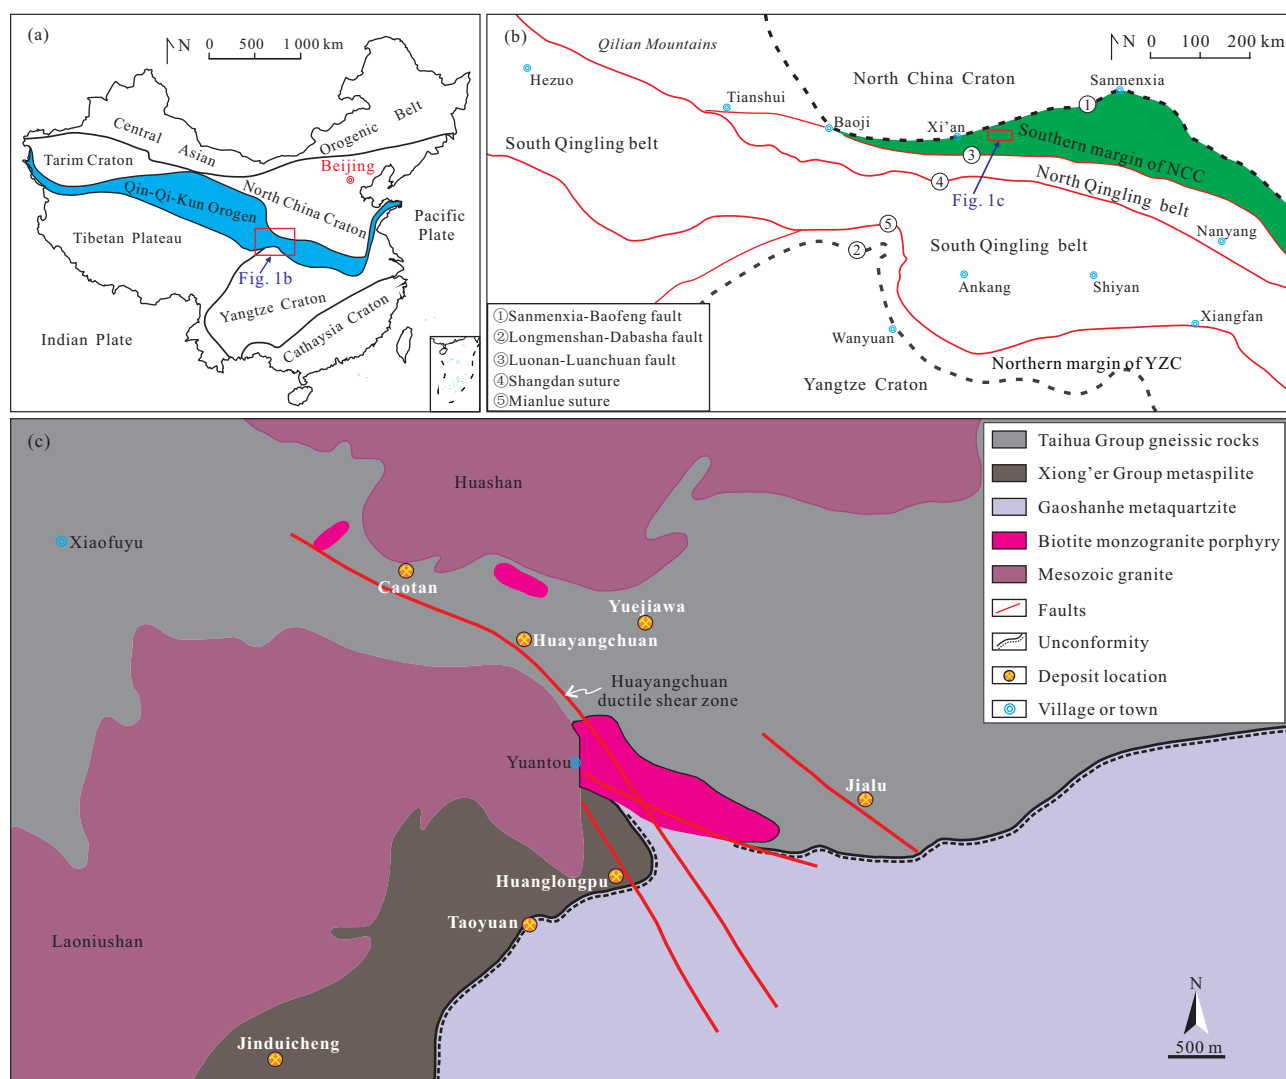 (a)
N
0 500 1 000 km
Central Asian Orogenic Belt
Tarim Craton
Beijing
Qin-Qi-Kun Orogen
North China Craton
Pacific
Plate
Tibetan Plateau
Fig. 1b
Yangtze Craton
Cathaysia Craton
Indian Plate
(b)
N
0 100 200 km
Qilian Mountains
Hezuo
North China Craton
Sanmenxia
Tianshui
①
Baoji
Xi'an
Southern margin of NCC
South Qingling belt
③
④
Fig. 1c
North Qingling belt
⑤
②
Nanyang
South Qingling belt
Ankang
Shiyan
Xiangfan
Wanyuan
Northern margin of YZC
Yangtze Craton
①Sanmenxia-Baofeng fault
②Longmenshan-Dabasha fault
③Luonan-Luanchuan fault
④Shangdan suture
⑤Mianlue suture
(c)
Huashan
Xiaofuyu
Caotan
Yuejiawa
Huayangchuan
Huayangchuan
ductile shear zone
Yuantou
Jialu
Huanglongpu
Taoyuan
Laoniushan
Jinduicheng
Taihua Group gneissic rocks
Xiong'er Group metaspilite
Gaoshanhe metaquartzite
Biotite monzogranite porphyry
Mesozoic granite
Faults
Unconformity
Deposit location
Village or town
N
500 m